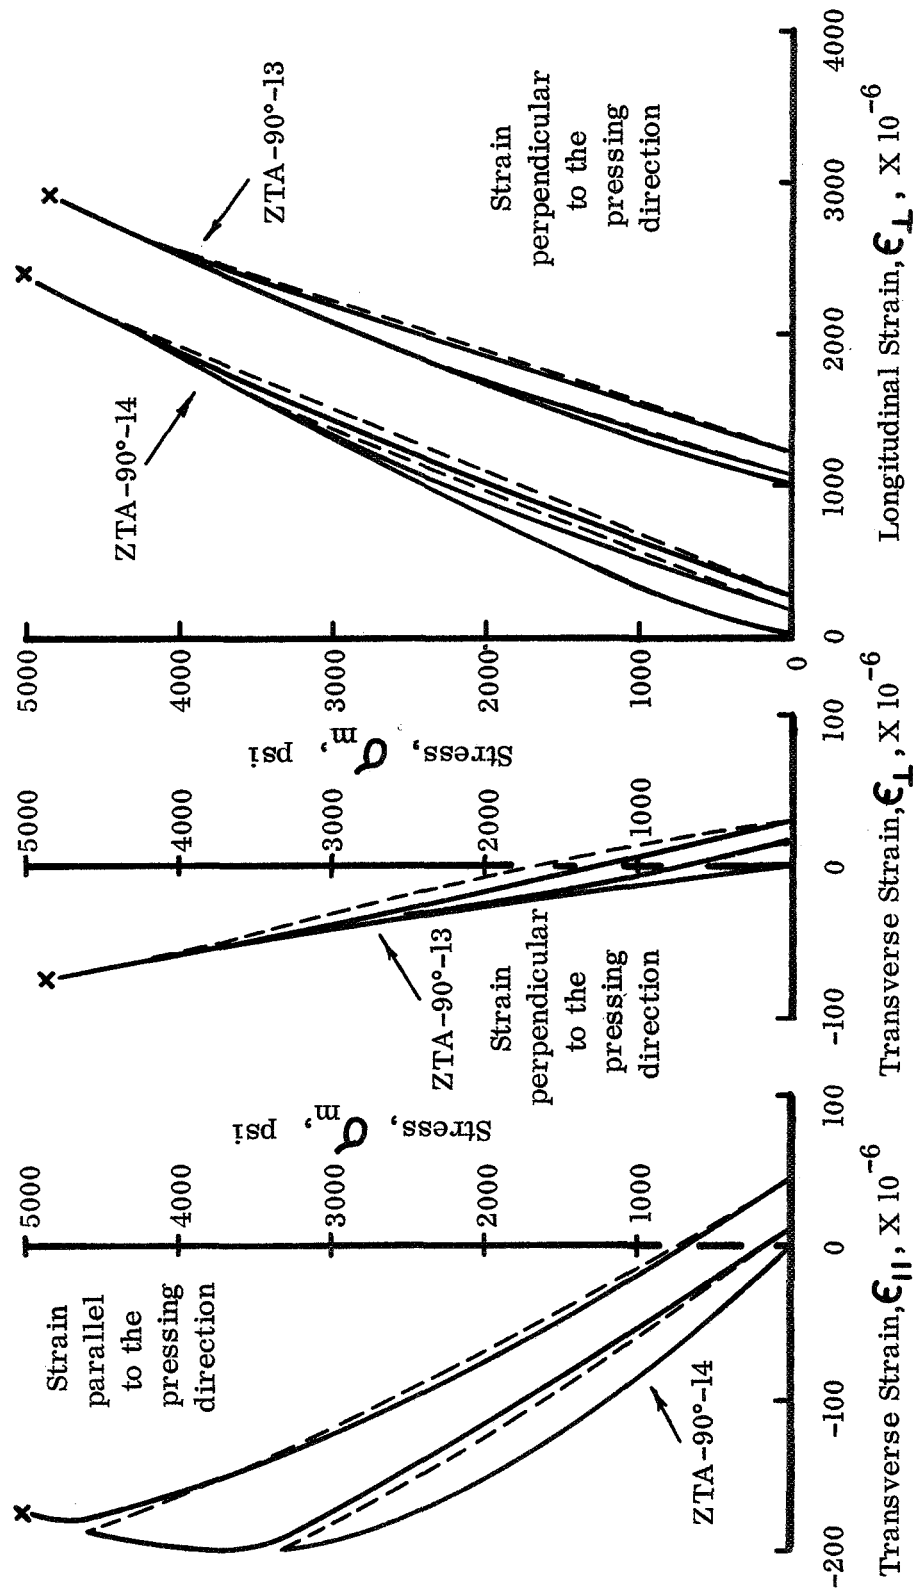 5000
4000
3000
2000
1000
Stress, σm, psi
Strain
parallel
to the
pressing
direction
ZTA-90°-14
-200
-100
0
100
Transverse Strain, ϵ||, X 10⁻⁶
5000
4000
3000
2000
1000
Stress, σm, psi
ZTA-90°-13
Strain
perpendicular
to the
pressing
direction
-100
0
100
Transverse Strain, ϵ⊥, X 10⁻⁶
5000
4000
3000
2000
1000
0
ZTA-90°-14
ZTA-90°-13
Strain
perpendicular
to the
pressing
direction
0
1000
2000
3000
4000
Longitudinal Strain, ϵ⊥, X 10⁻⁶